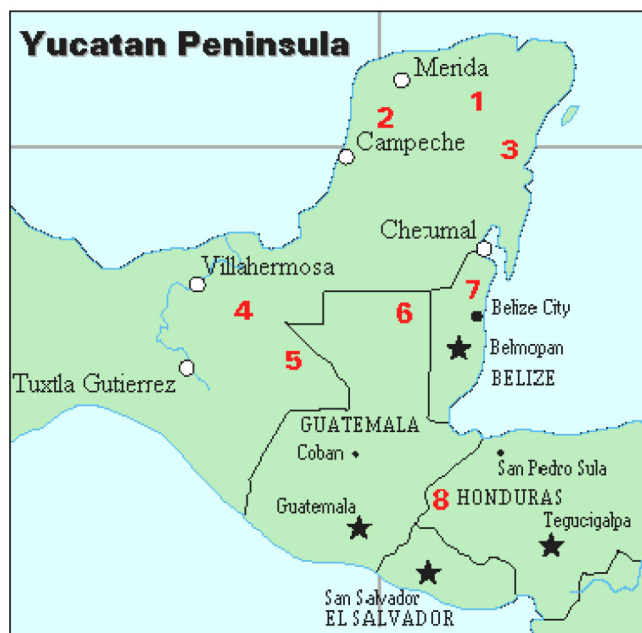 Yucatan Peninsula
Merida
1
2
3
Campeche
Chetumal
Villahermosa
7
4
6
Belize City
5
Belmopan
Tuxtla Gutierrez
BELIZE
GUATEMALA
Coban
San Pedro Sula
8 HONDURAS
Guatemala
Tegucigalpa
San Salvador
EL SALVADOR